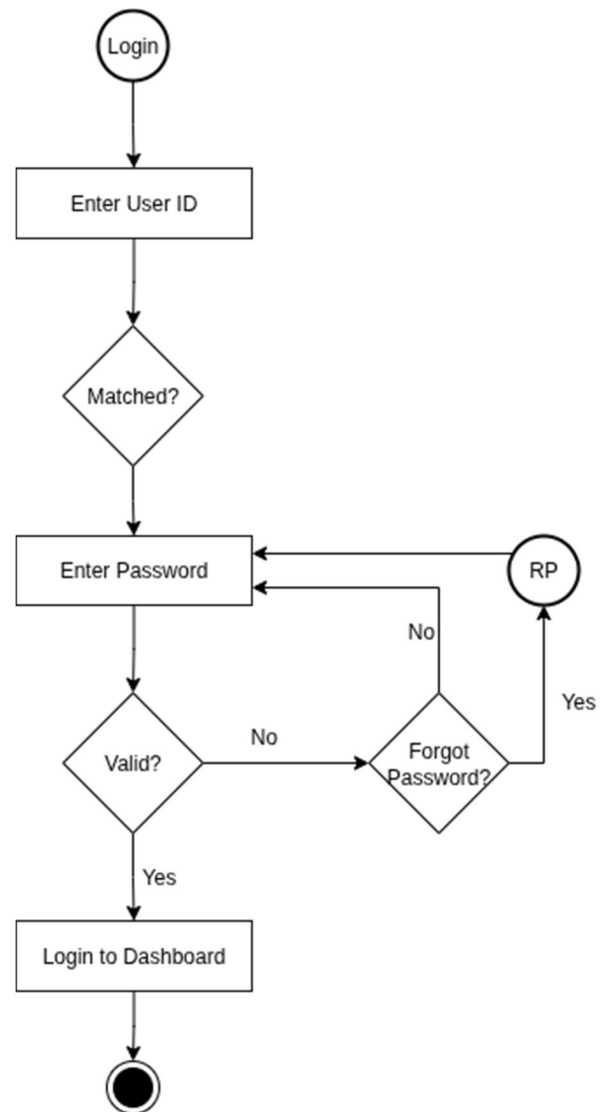 Login
Enter User ID
Matched?
Enter Password
RP
No
Yes
No
Forgot
Password?
Valid?
Yes
Login to Dashboard